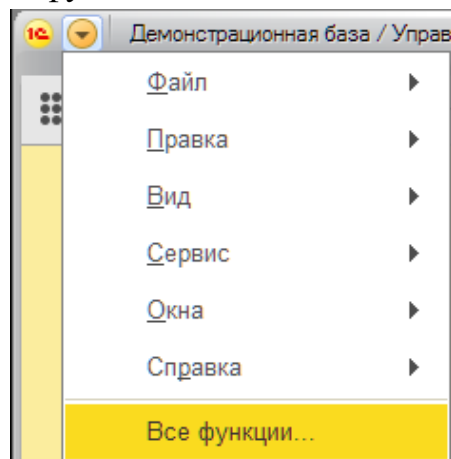 1С Демонстрационная база / Управ
Файл
Правка
Вид
Сервис
Окна
Справка
Все функции...